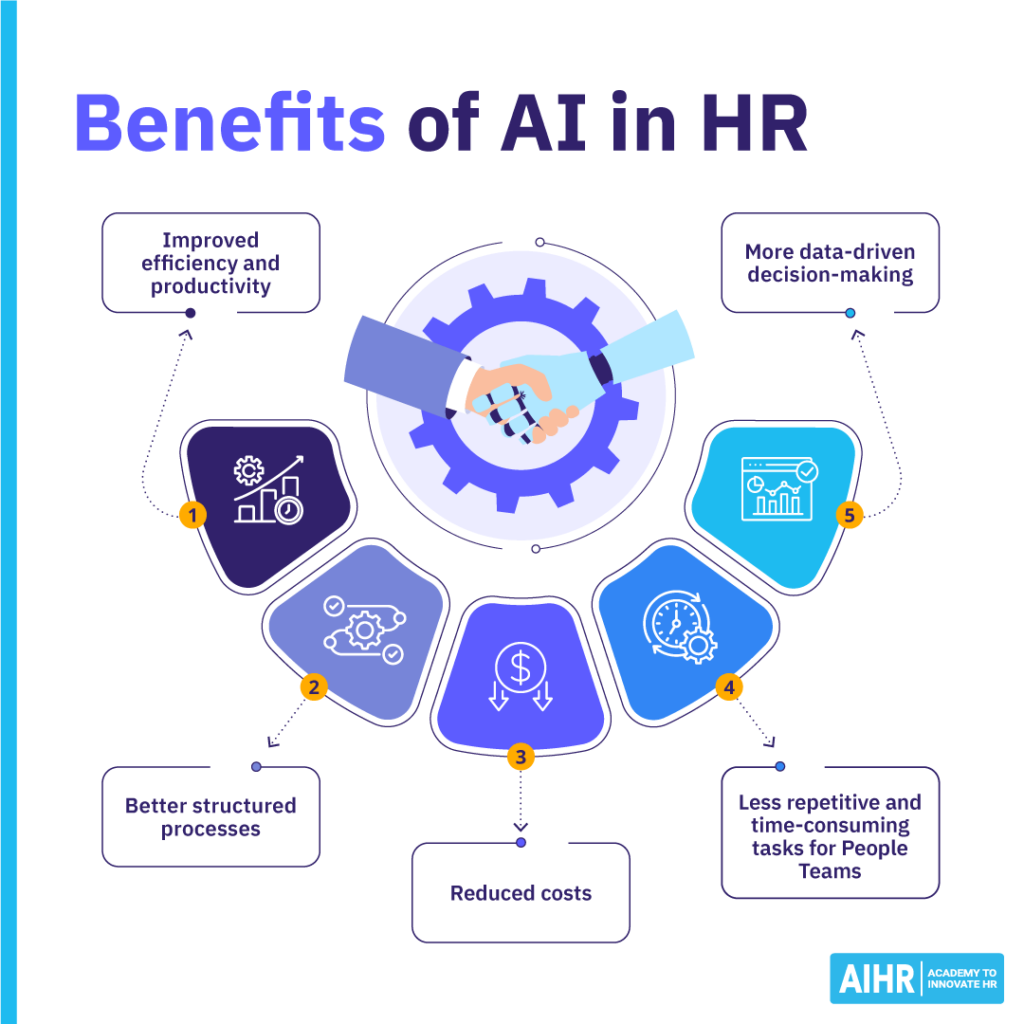 Benefits of AI in HR
Improved
efficiency and
productivity
More data-driven
decision-making
1
2
3
4
5
$
Better structured
processes
Reduced costs
Less repetitive and
time-consuming
tasks for People
Teams
AIHR
ACADEMY TO
INNOVATE HR